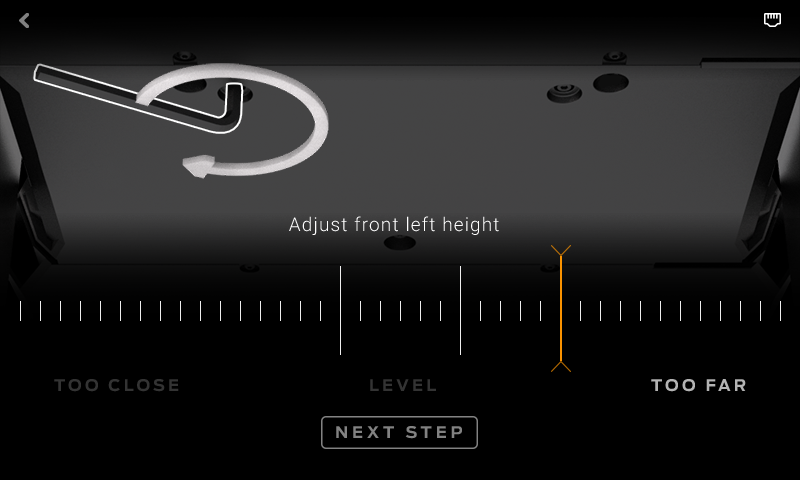 Adjust front left height
TOO CLOSE
LEVEL
TOO FAR
NEXT STEP